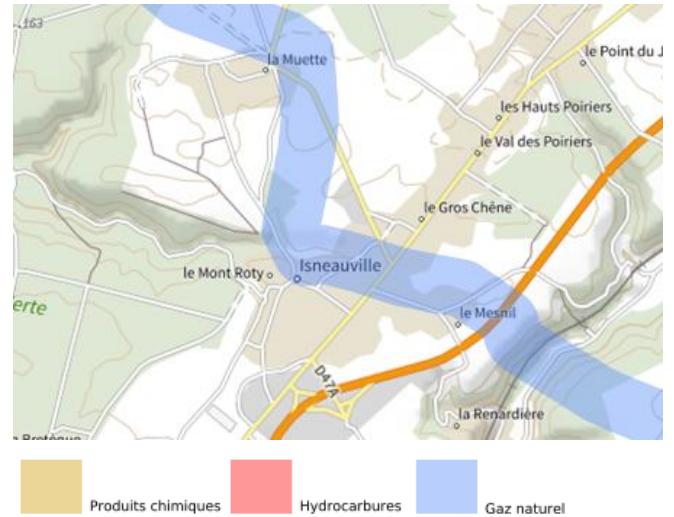 163
la Muette
le Point du J
les Hauts Poiriers
le Val des Poiriers
le Gros Chêne
le Mont Roty
Isneauville
erte
le Mesnil
D47A
la Renardière
a Bretèque
Produits chimiques
Hydrocarbures
Gaz naturel